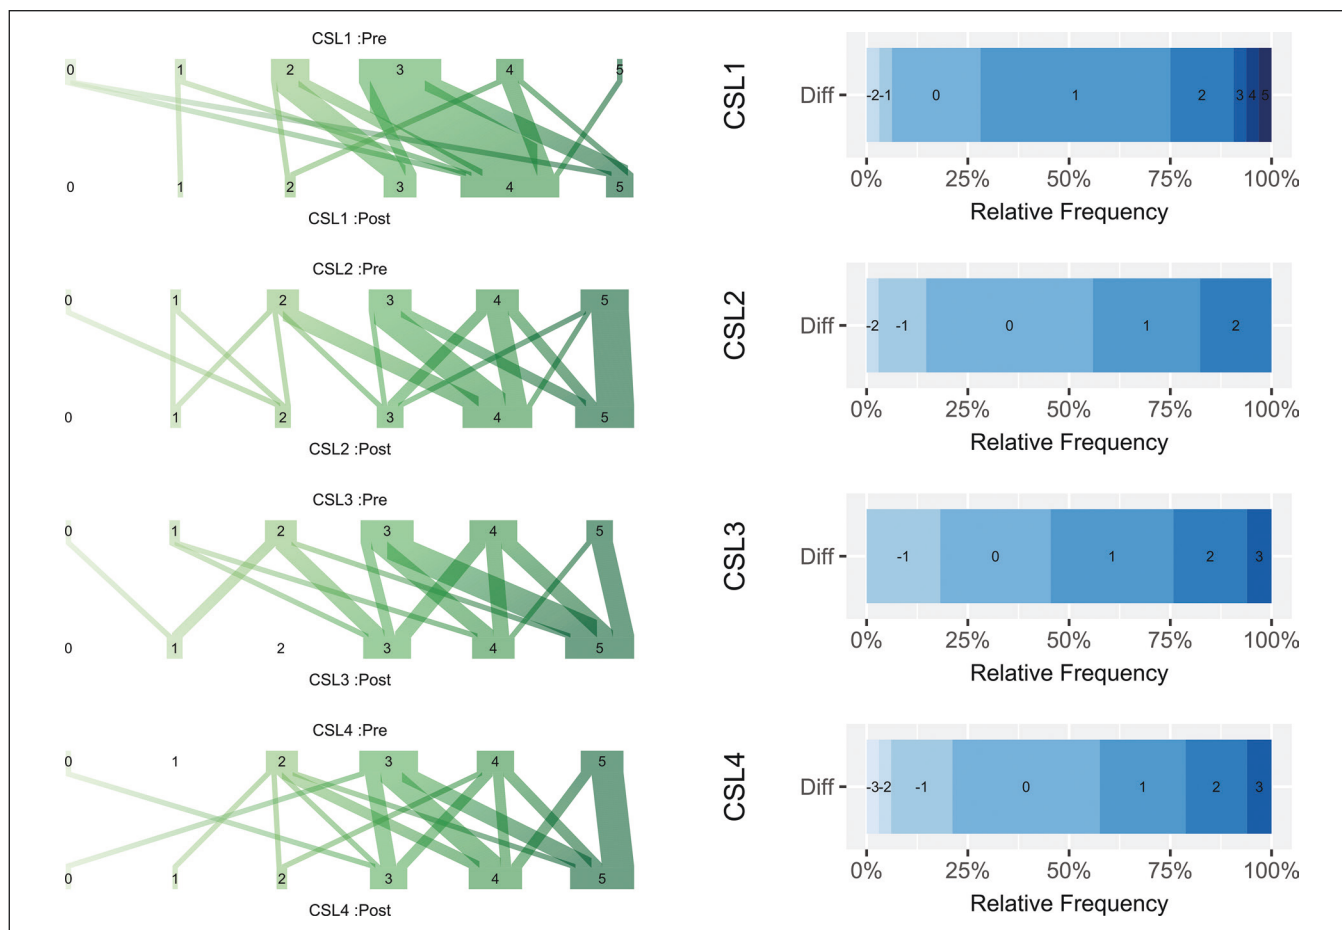 CSL1 :Pre
0 1 2 3 4 5
0 1 2 3 4 5
CSL1 :Post
CSL1
Diff
-2 -1 0 1 2 3 4 5
0% 25% 50% 75% 100%
Relative Frequency
CSL2 :Pre
0 1 2 3 4 5
0 1 2 3 4 5
CSL2 :Post
CSL2
Diff
-2 -1 0 1 2
0% 25% 50% 75% 100%
Relative Frequency
CSL3 :Pre
0 1 2 3 4 5
0 1 2 3 4 5
CSL3 :Post
CSL3
Diff
-1 0 1 2 3
0% 25% 50% 75% 100%
Relative Frequency
CSL4 :Pre
0 1 2 3 4 5
0 1 2 3 4 5
CSL4 :Post
CSL4
Diff
-3 -2 -1 0 1 2 3
0% 25% 50% 75% 100%
Relative Frequency